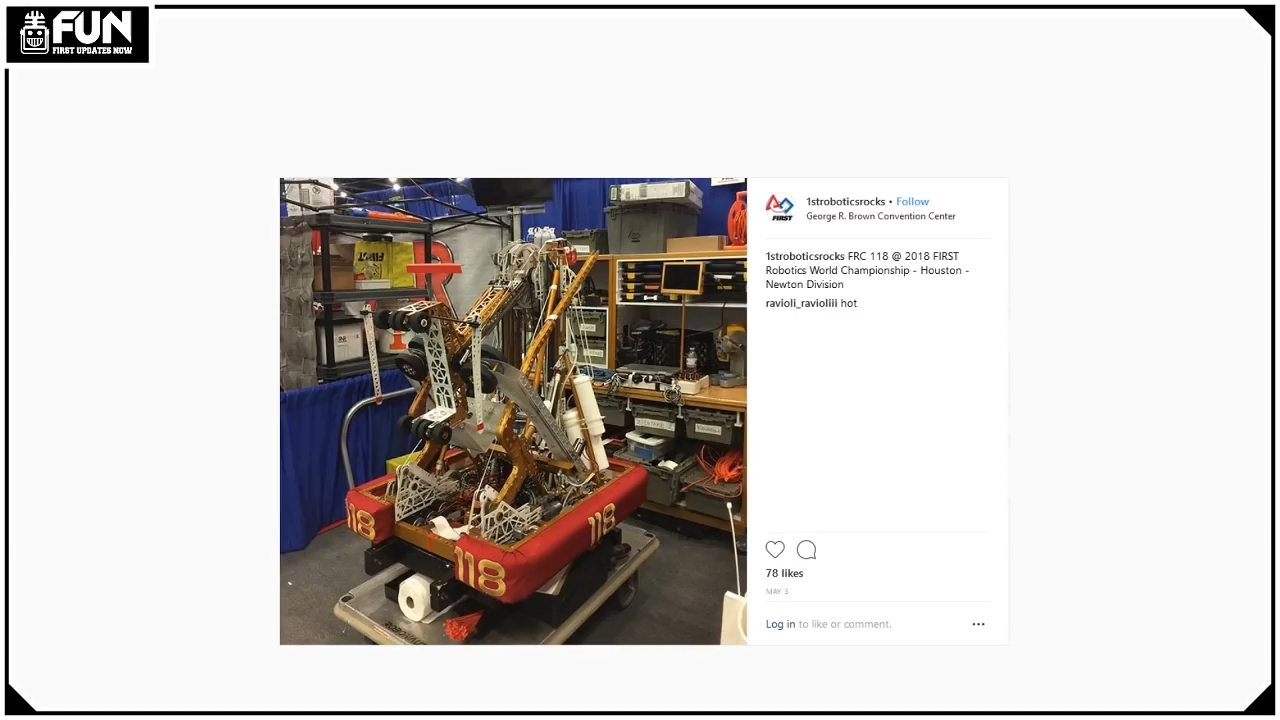 FUN
FIRST UPDATES NOW
1stroboticsrocks • Follow
George R. Brown Convention Center
FIRST
1stroboticsrocks FRC 118 @ 2018 FIRST
Robotics World Championship - Houston -
Newton Division
ravioli_ravioliii hot
118
118
118
78 likes
MAY 3
Log in to like or comment.